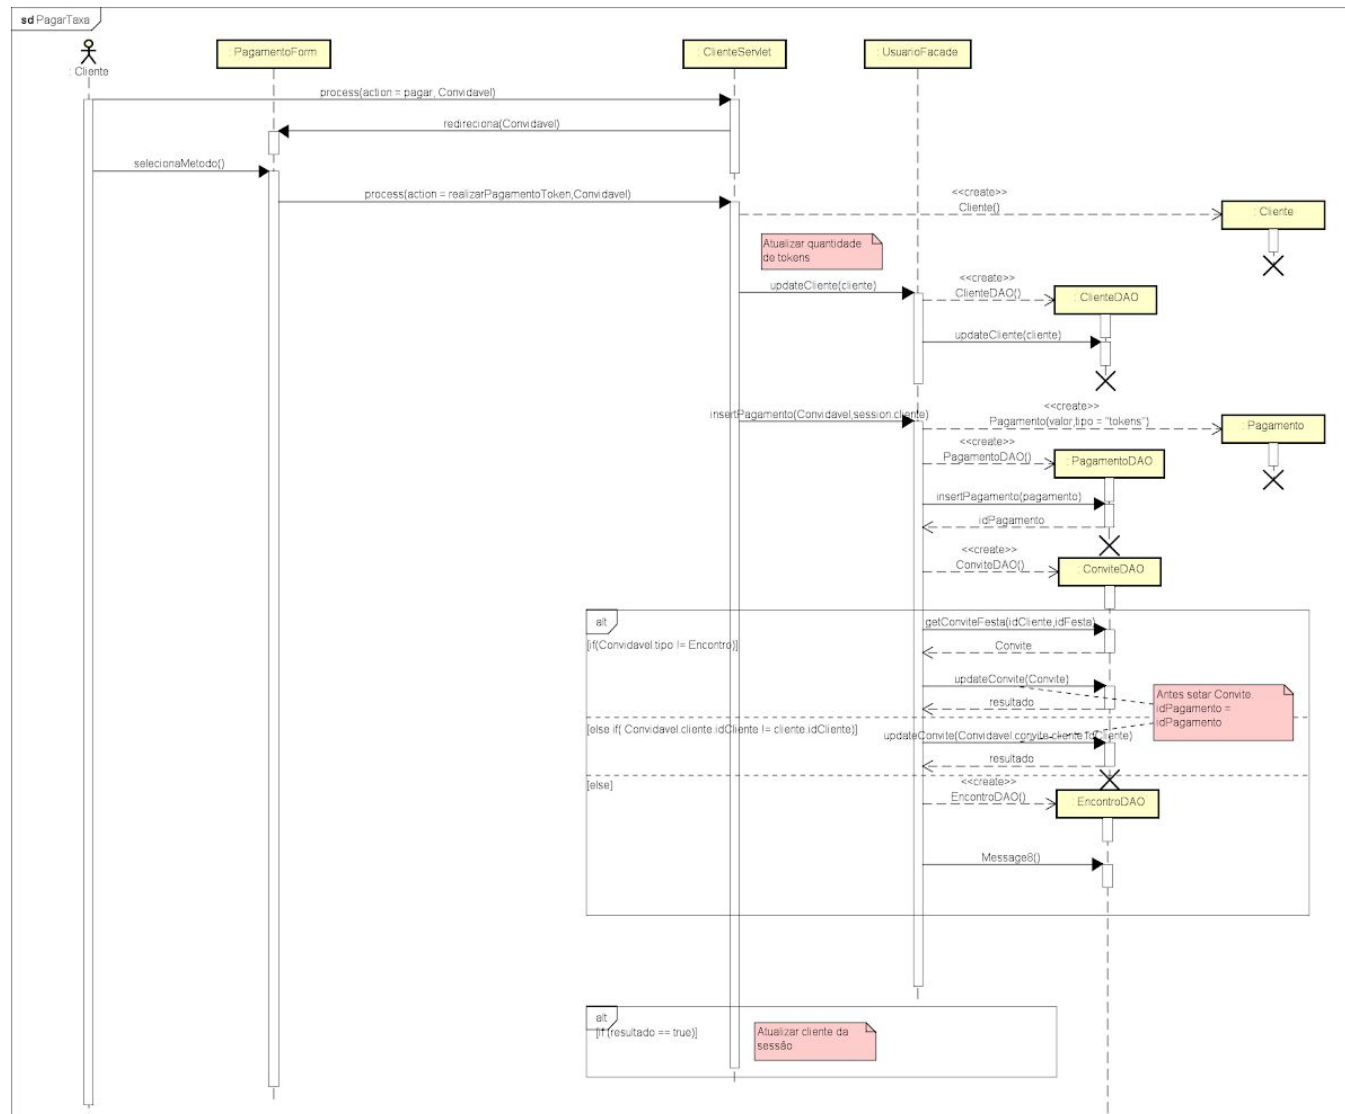 sd PagarTaxa
: Cliente
: PagamentoForm
: ClienteServlet
: UsuarioFacade
process(action = pagar, Convidavel)
redireciona(Convidavel)
selecionaMetodo()
process(action = realizarPagamentoToken,Convidavel)
<<create>>
Cliente()
: Cliente
Atualizar quantidade
de tokens
updateCliente(cliente)
<<create>>
ClienteDAO()
: ClienteDAO
updateCliente(cliente)
insertPagamento(Convidavel,session.cliente)
<<create>>
Pagamento(valor,tipo = "tokens")
: Pagamento
<<create>>
PagamentoDAO()
: PagamentoDAO
insertPagamento(pagamento)
idPagamento
<<create>>
ConviteDAO()
: ConviteDAO
alt
[if(Convidavel.tipo != Encontro)]
getConviteFesta(idCliente,idFesta)
Convite
updateConvite(Convite)
resultado
Antes setar Convite.
idPagamento =
idPagamento
[else if( Convidavel.cliente.idCliente != cliente.idCliente)]
updateConvite(Convidavel.convite.cliente.idCliente)
resultado
[else]
<<create>>
EncontroDAO()
: EncontroDAO
Message8()
alt
[if (resultado == true)]
Atualizar cliente da
sessão